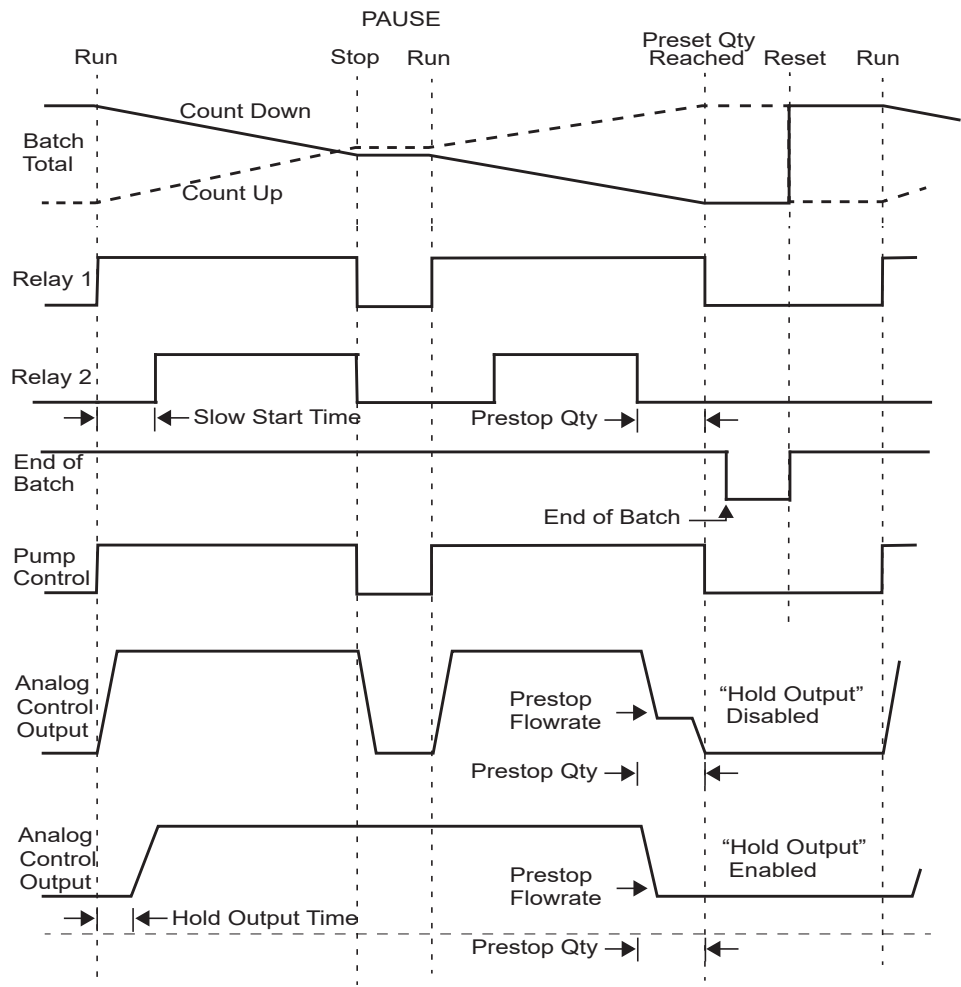 PAUSE
Run
Stop
Run
Preset Qty
Reached
Reset
Run
Count Down
Batch
Total
Count Up
Relay 1
Relay 2
Slow Start Time
Prestop Qty
End of
Batch
End of Batch
Pump
Control
Analog
Control
Output
Prestop
Flowrate
“Hold Output”
Disabled
Prestop Qty
Analog
Control
Output
Prestop
Flowrate
“Hold Output”
Enabled
Hold Output Time
Prestop Qty